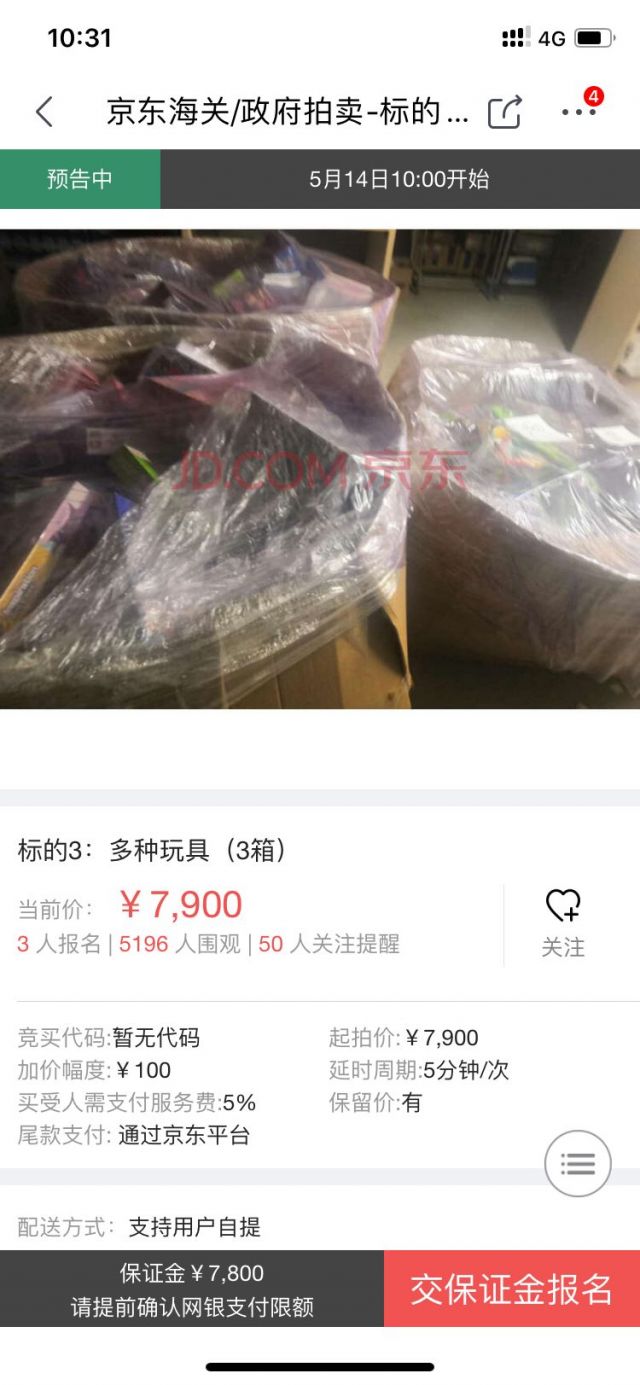 10:31
4G
京东海关/政府拍卖-标的...
4
预告中
5月14日10:00开始
JD.COM 京东
标的3：多种玩具（3箱）
当前价：￥7,900
3 人报名 | 5196 人围观 | 50 人关注提醒
关注
竞买代码:暂无代码
起拍价:￥7,900
加价幅度:￥100
延时周期:5分钟/次
买受人需支付服务费:5%
保留价:有
尾款支付: 通过京东平台
配送方式：支持用户自提
保证金￥7,800
请提前确认网银支付限额
交保证金报名